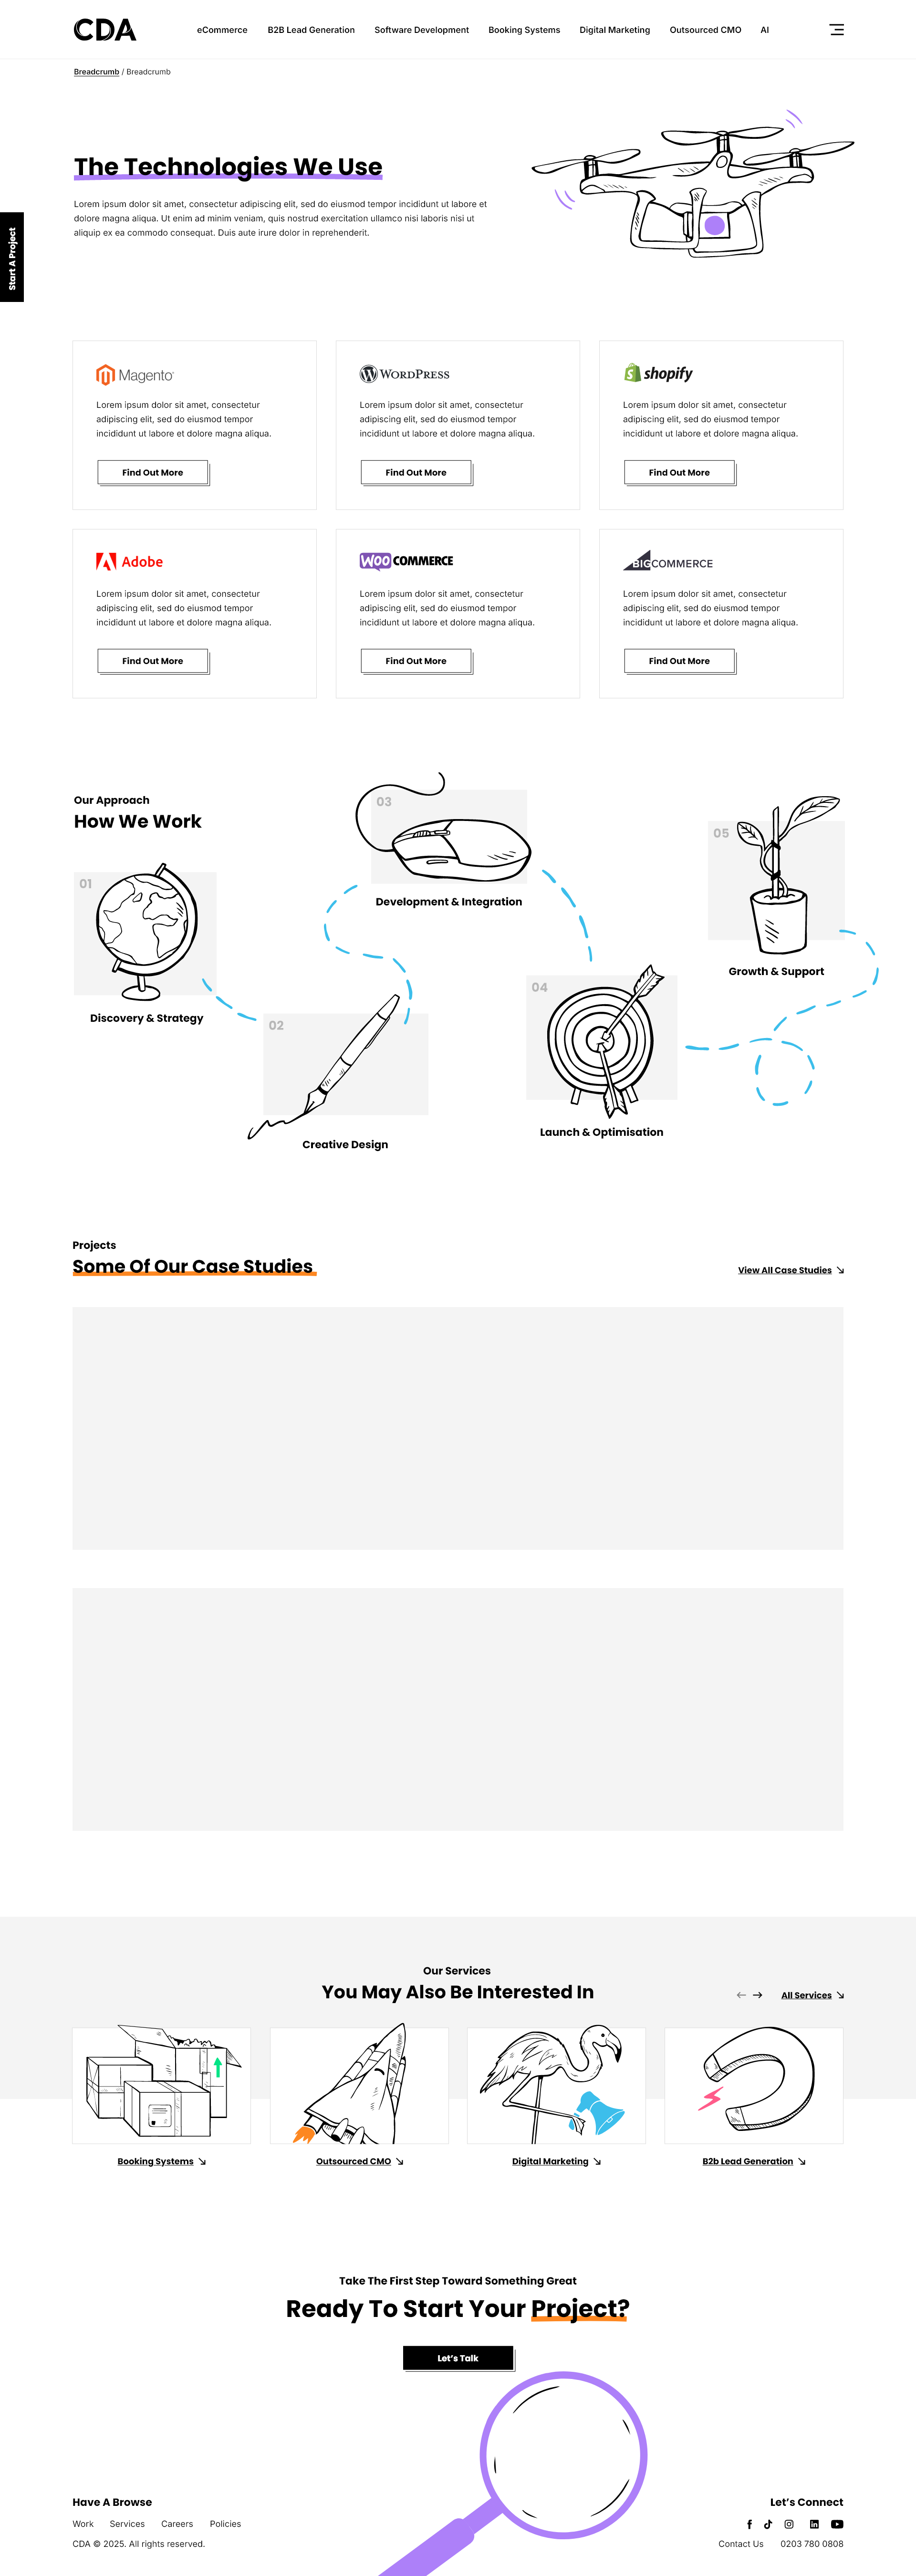 CDA
eCommerce B2B Lead Generation Software Development Booking Systems Digital Marketing Outsourced CMO AI
Breadcrumb / Breadcrumb
The Technologies We Use
Lorem ipsum dolor sit amet, consectetur adipiscing elit, sed do eiusmod tempor incididunt ut labore et
dolore magna aliqua. Ut enim ad minim veniam, quis nostrud exercitation ullamco nisi laboris nisi ut
aliquip ex ea commodo consequat. Duis aute irure dolor in reprehenderit.
Start A Project
Magento
Lorem ipsum dolor sit amet, consectetur
adipiscing elit, sed do eiusmod tempor
incididunt ut labore et dolore magna aliqua.
Find Out More
WORDPRESS
Lorem ipsum dolor sit amet, consectetur
adipiscing elit, sed do eiusmod tempor
incididunt ut labore et dolore magna aliqua.
Find Out More
shopify
Lorem ipsum dolor sit amet, consectetur
adipiscing elit, sed do eiusmod tempor
incididunt ut labore et dolore magna aliqua.
Find Out More
Adobe
Lorem ipsum dolor sit amet, consectetur
adipiscing elit, sed do eiusmod tempor
incididunt ut labore et dolore magna aliqua.
Find Out More
WOOCOMMERCE
Lorem ipsum dolor sit amet, consectetur
adipiscing elit, sed do eiusmod tempor
incididunt ut labore et dolore magna aliqua.
Find Out More
BIGCOMMERCE
Lorem ipsum dolor sit amet, consectetur
adipiscing elit, sed do eiusmod tempor
incididunt ut labore et dolore magna aliqua.
Find Out More
Our Approach
How We Work
01
Discovery & Strategy
02
Creative Design
03
Development & Integration
04
Launch & Optimisation
05
Growth & Support
Projects
Some Of Our Case Studies
View All Case Studies
Our Services
You May Also Be Interested In
All Services
Booking Systems
Outsourced CMO
Digital Marketing
B2b Lead Generation
Take The First Step Toward Something Great
Ready To Start Your Project?
Let's Talk
Have A Browse
Work Services Careers Policies
CDA © 2025. All rights reserved.
Let's Connect
Contact Us 0203 780 0808